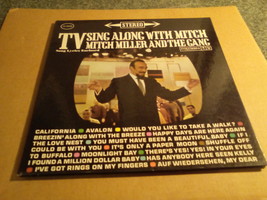 STEREO
TV SING ALONG WITH MITCH
MITCH MILLER AND THE GANG
CALIFORNIA • AVALON • WOULD YOU LIKE TO TAKE A WALK?
BREEZIN' ALONG WITH THE BREEZE • HAPPY DAYS ARE HERE AGAIN
THE LOVE NEST • YOU MUST HAVE BEEN A BEAUTIFUL BABY • IF I
COULD BE WITH YOU • IT'S ONLY A PAPER MOON • SHUFFLE OFF
TO BUFFALO • MOONLIGHT BAY • THERE'S YES! YES! IN YOUR EYES
I FOUND A MILLION DOLLAR BABY • HAS ANYBODY HERE SEEN KELLY
• I'VE GOT RINGS ON MY FINGERS • AUF WIEDERSEHEN, MY DEAR